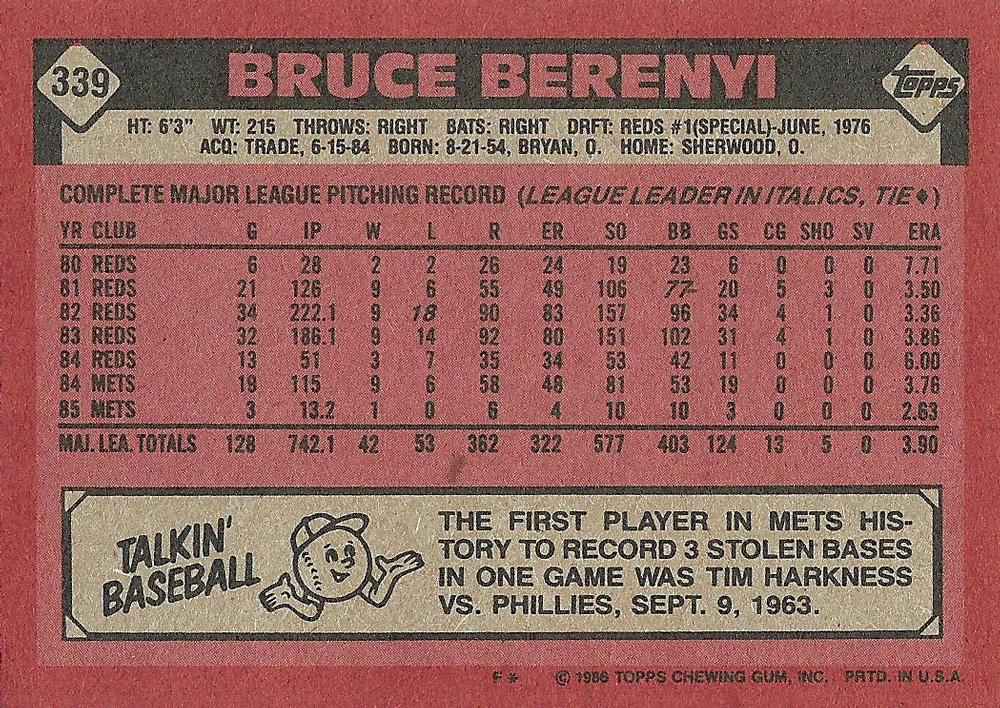 339 BRUCE BERENYI Topps
HT: 6'3" WT: 215 THROWS: RIGHT BATS: RIGHT DRFT: REDS #1(SPECIAL)-JUNE, 1976
ACQ: TRADE, 6-15-84 BORN: 8-21-54, BRYAN, O. HOME: SHERWOOD, O.
COMPLETE MAJOR LEAGUE PITCHING RECORD (LEAGUE LEADER IN ITALICS, TIE♦)
YR CLUB G IP W L R ER SO BB GS CG SHO SV ERA
80 REDS 6 28 2 2 26 24 19 23 6 0 0 0 7.71
81 REDS 21 126 9 6 55 49 106 77 20 5 3 0 3.50
82 REDS 34 222.1 9 18 90 83 157 96 34 4 1 0 3.36
83 REDS 32 186.1 9 14 92 80 151 102 31 4 1 0 3.86
84 REDS 13 51 3 7 35 34 53 42 11 0 0 0 6.00
84 METS 19 115 9 6 58 48 81 53 19 0 0 0 3.76
85 METS 3 13.2 1 0 6 4 10 10 3 0 0 0 2.63
MAJ. LEA. TOTALS 128 742.1 42 53 362 322 577 403 124 13 5 0 3.90
TALKIN'
BASEBALL
THE FIRST PLAYER IN METS HIS-
TORY TO RECORD 3 STOLEN BASES
IN ONE GAME WAS TIM HARKNESS
VS. PHILLIES, SEPT. 9, 1963.
F* © 1986 TOPPS CHEWING GUM, INC. PRTD. IN U.S.A.